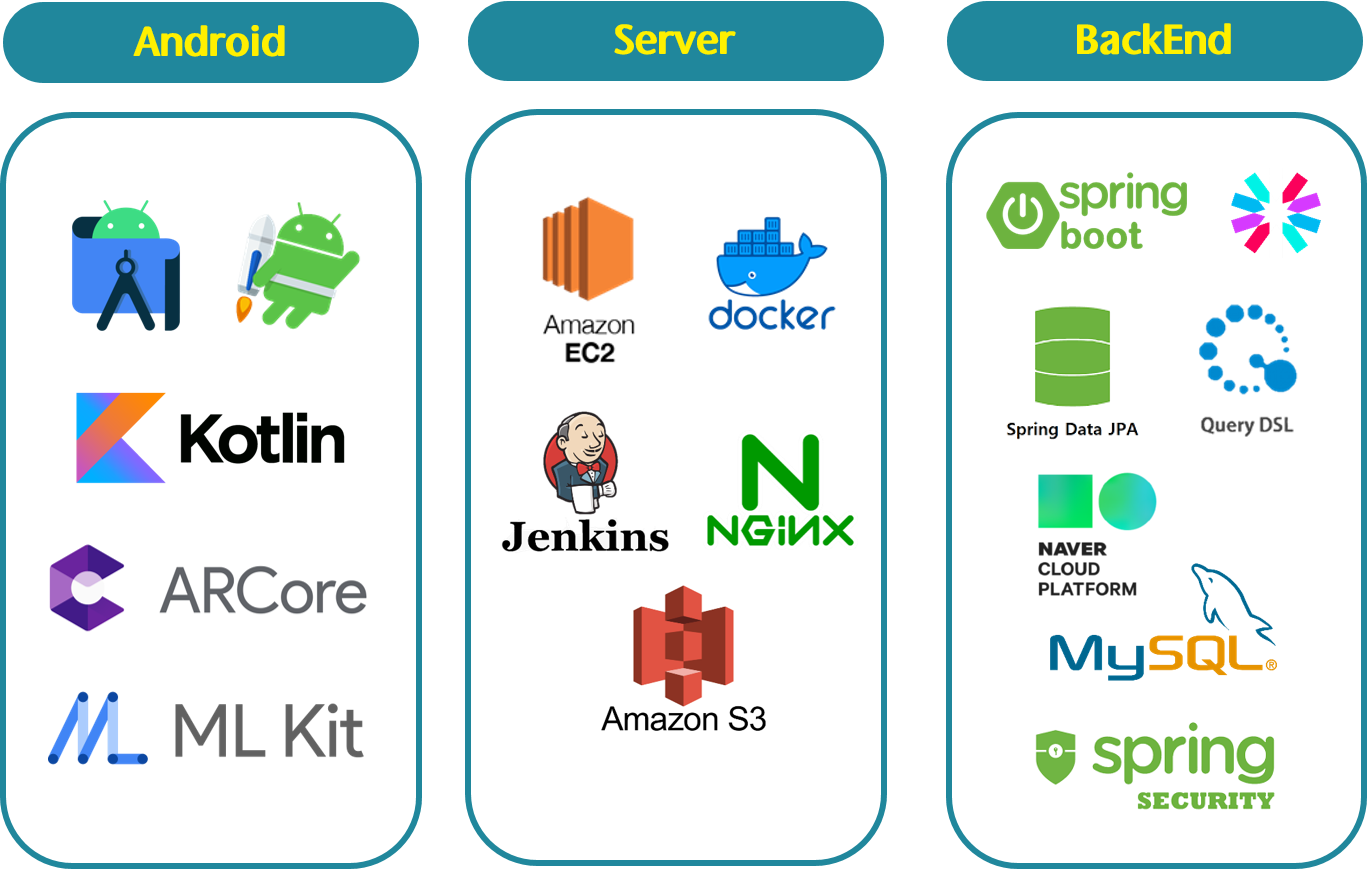 Android
Kotlin
ARCore
ML Kit
Server
Amazon
EC2
docker
Jenkins
N
NGiNX
Amazon S3
BackEnd
spring
boot
Spring Data JPA
Query DSL
NAVER
CLOUD
PLATFORM
MySQL®
spring
SECURITY